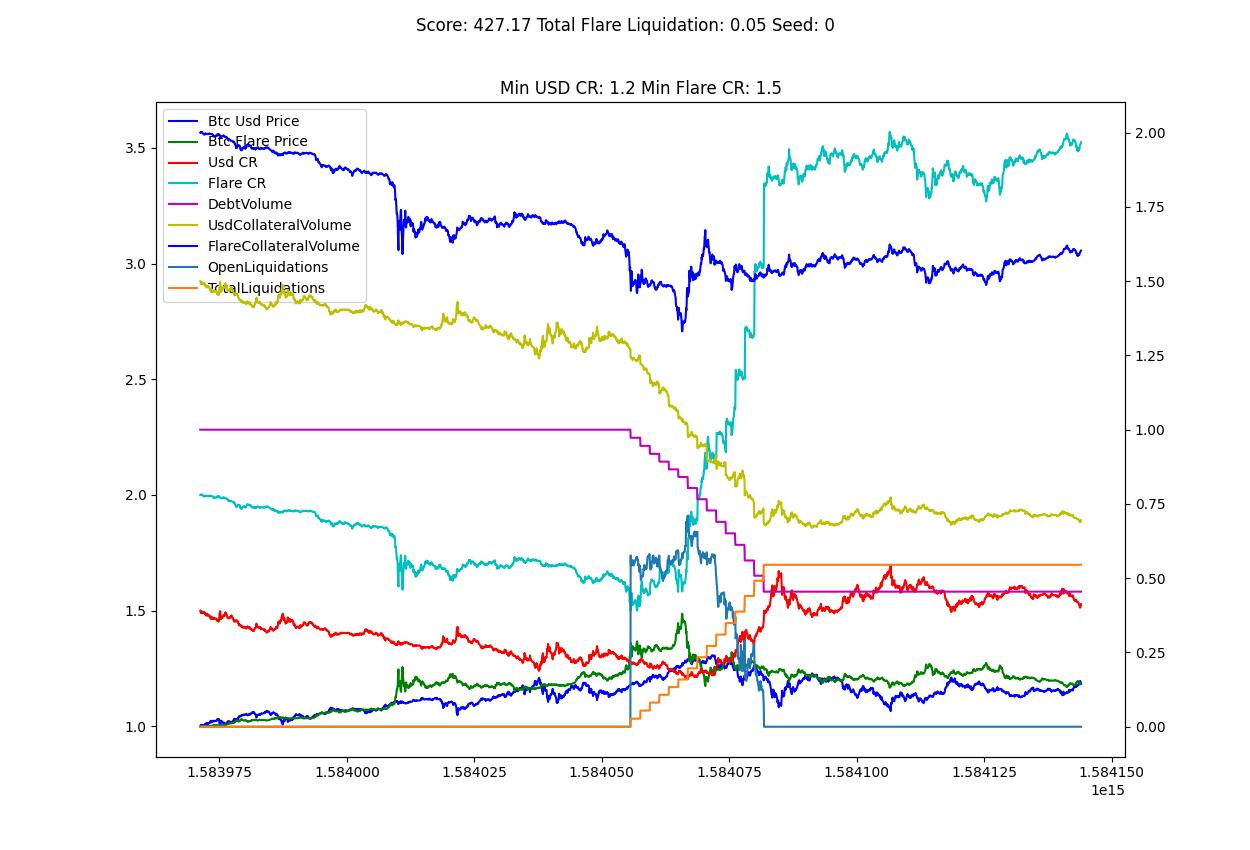 Score: 427.17 Total Flare Liquidation: 0.05 Seed: 0
Min USD CR: 1.2 Min Flare CR: 1.5
Btc Usd Price
Btc Flare Price
Usd CR
Flare CR
DebtVolume
UsdCollateralVolume
FlareCollateralVolume
OpenLiquidations
TotalLiquidations
3.5
3.0
2.5
2.0
1.5
1.0
2.00
1.75
1.50
1.25
1.00
0.75
0.50
0.25
0.00
1.583975
1.584000
1.584025
1.584050
1.584075
1.584100
1.584125
1.584150
1e15